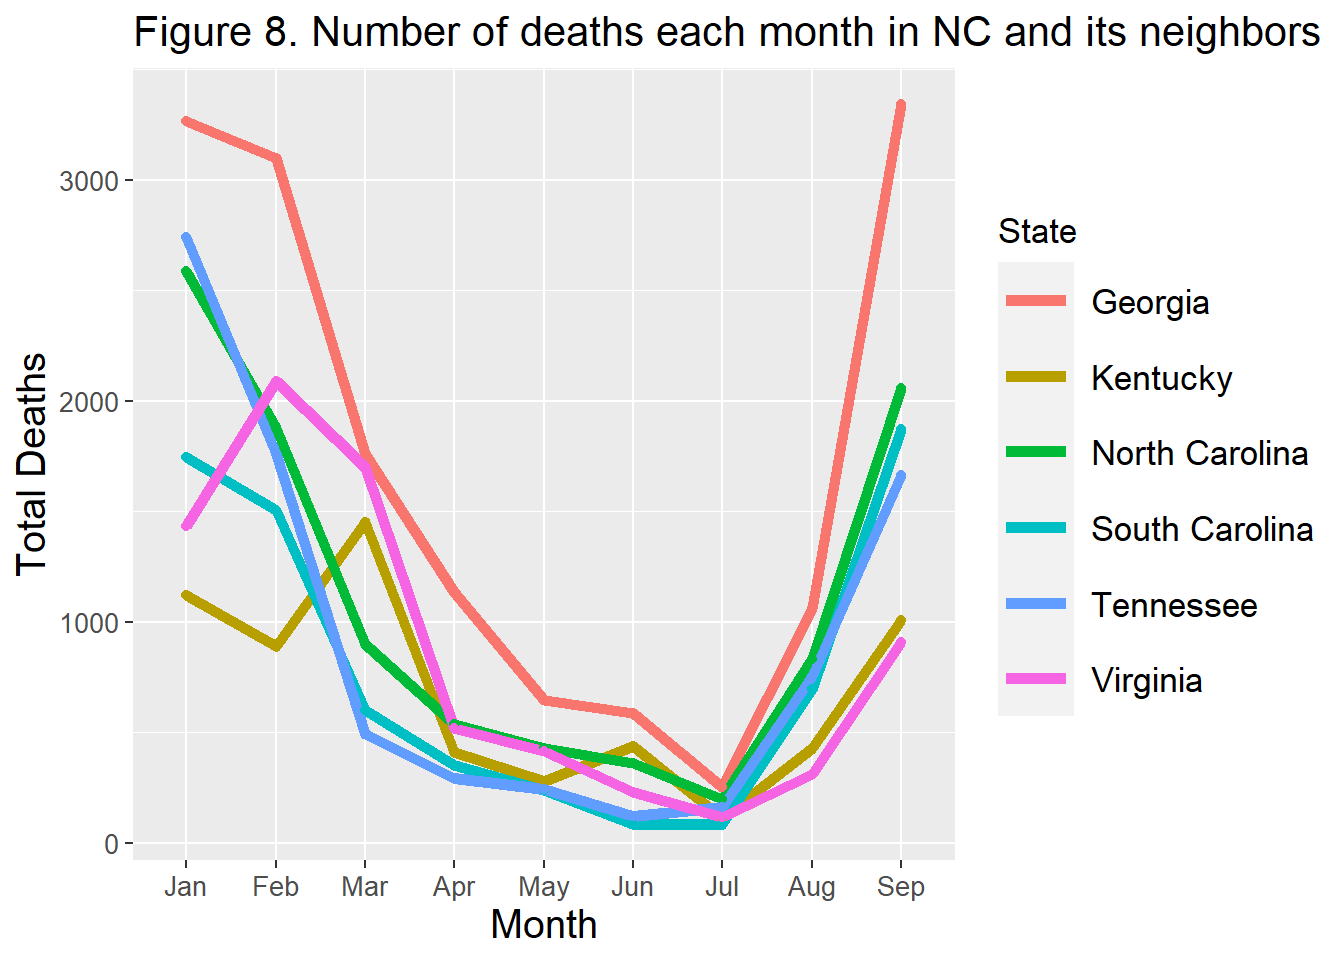 Figure 8. Number of deaths each month in NC and its neighbors
Total Deaths
3000
2000
1000
0
Jan Feb Mar Apr May Jun Jul Aug Sep
Month
State
Georgia
Kentucky
North Carolina
South Carolina
Tennessee
Virginia